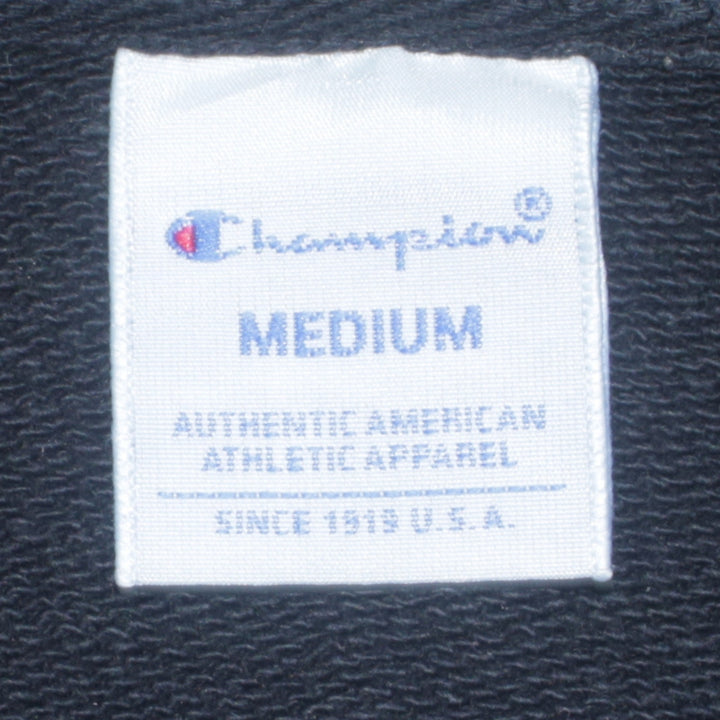 Champion®
MEDIUM
AUTHENTIC AMERICAN
ATHLETIC APPAREL
SINCE 1919 U.S.A.